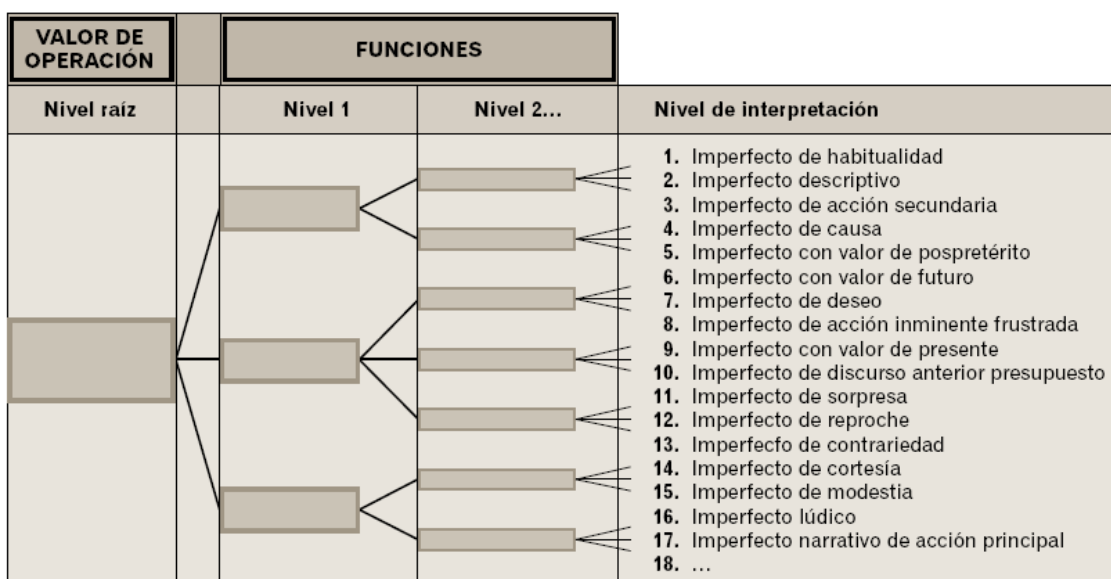 VALOR DE
OPERACIÓN
FUNCIONES
Nivel raíz
Nivel 1
Nivel 2...
Nivel de interpretación
1. Imperfecto de habitualidad
2. Imperfecto descriptivo
3. Imperfecto de acción secundaria
4. Imperfecto de causa
5. Imperfecto con valor de pospretérito
6. Imperfecto con valor de futuro
7. Imperfecto de deseo
8. Imperfecto de acción inminente frustrada
9. Imperfecto con valor de presente
10. Imperfecto de discurso anterior presupuesto
11. Imperfecto de sorpresa
12. Imperfecto de reproche
13. Imperfecfo de contrariedad
14. Imperfecto de cortesía
15. Imperfecto de modestia
16. Imperfecto lúdico
17. Imperfecto narrativo de acción principal
18. ...